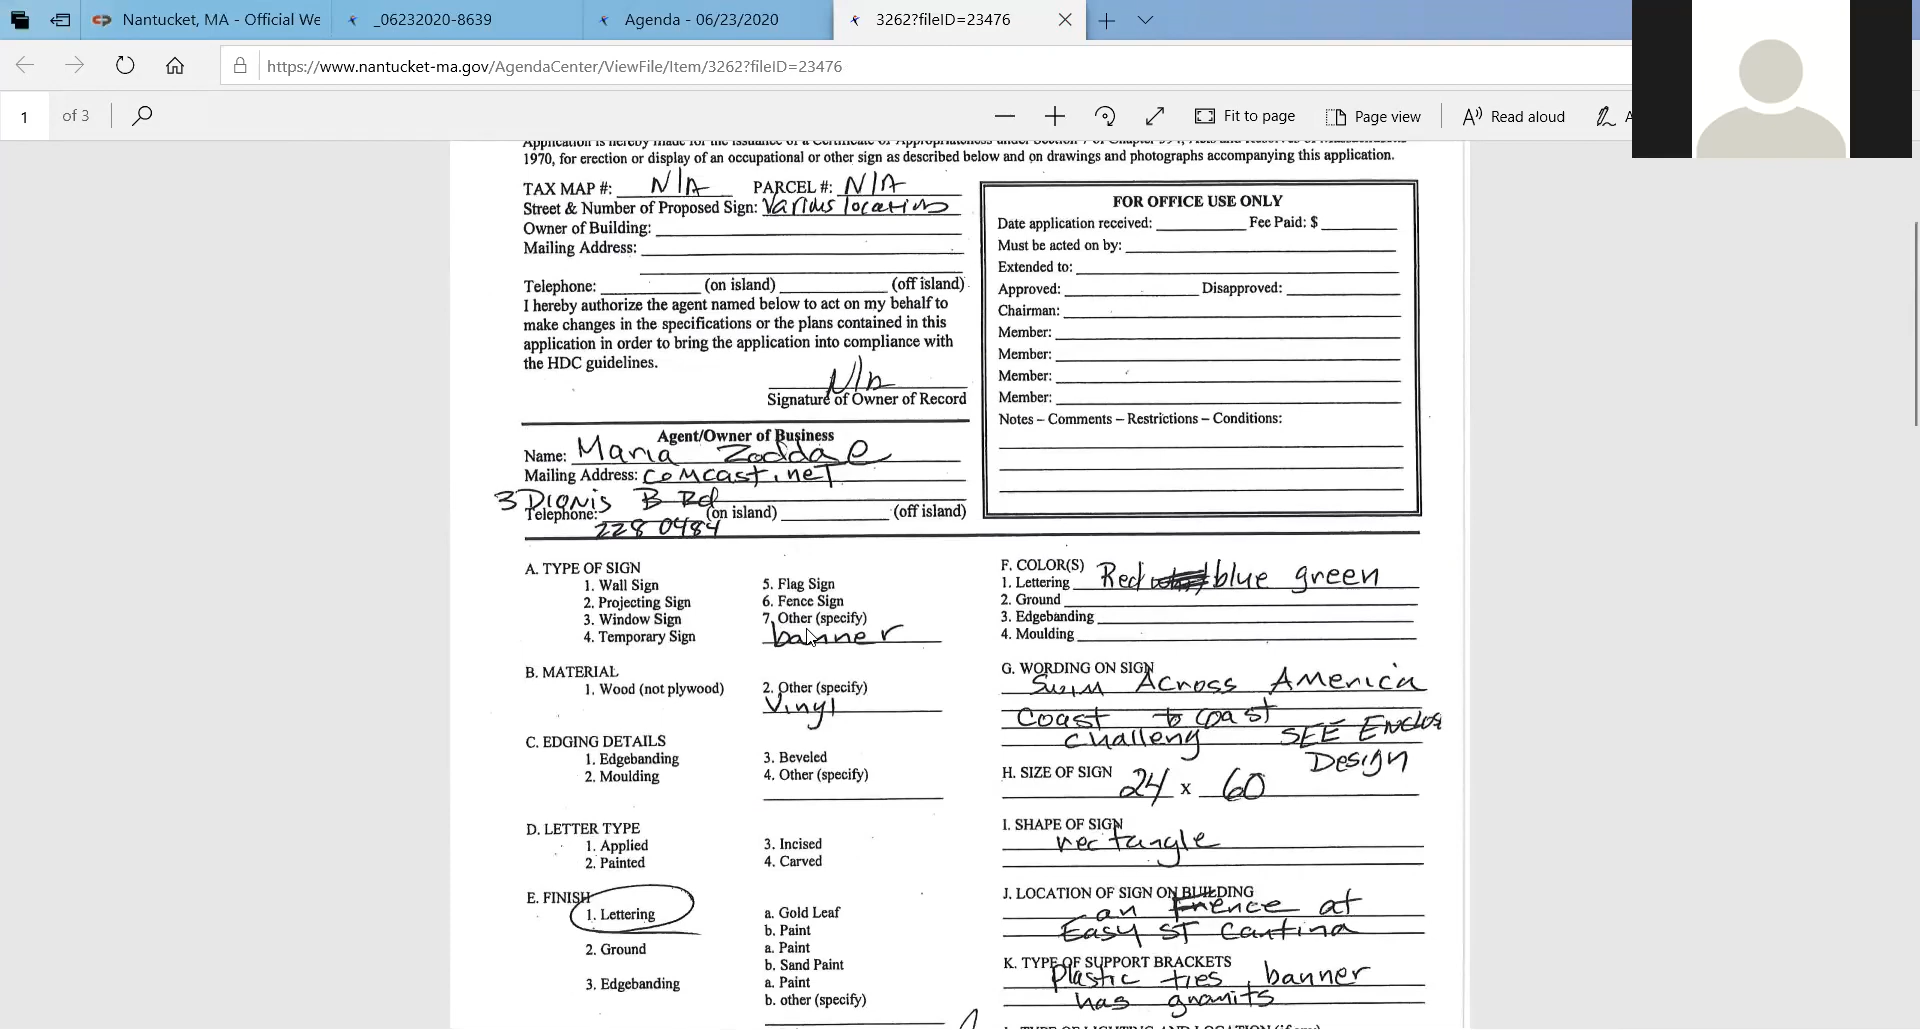 Nantucket, MA - Official We
_06232020-8639
Agenda - 06/23/2020
3262?fileID=23476
https://www.nantucket-ma.gov/AgendaCenter/ViewFile/Item/3262?fileID=23476
1 of 3
Fit to page
Page view
Read aloud
1970, for erection or display of an occupational or other sign as described below and on drawings and photographs accompanying this application.
TAX MAP #: N/A PARCEL #: N/A
Street & Number of Proposed Sign: Various locations
Owner of Building:
Mailing Address:
Telephone: (on island) (off island)
I hereby authorize the agent named below to act on my behalf to
make changes in the specifications or the plans contained in this
application in order to bring the application into compliance with
the HDC guidelines.
N/A
Signature of Owner of Record
FOR OFFICE USE ONLY
Date application received: Fee Paid: $
Must be acted on by:
Extended to:
Approved: Disapproved:
Chairman:
Member:
Member:
Member:
Member:
Notes – Comments – Restrictions – Conditions:
Agent/Owner of Business
Name: Maria Zodda @
Mailing Address: comcast.net
3 Dionis B Rd
Telephone: (on island) (off island)
228 0484
A. TYPE OF SIGN
1. Wall Sign
2. Projecting Sign
3. Window Sign
4. Temporary Sign
5. Flag Sign
6. Fence Sign
7. Other (specify)
banner
B. MATERIAL
1. Wood (not plywood)
2. Other (specify)
Vinyl
C. EDGING DETAILS
1. Edgebanding
2. Moulding
3. Beveled
4. Other (specify)
D. LETTER TYPE
1. Applied
2. Painted
3. Incised
4. Carved
E. FINISH
1. Lettering
2. Ground
3. Edgebanding
a. Gold Leaf
b. Paint
a. Paint
b. Sand Paint
a. Paint
b. other (specify)
F. COLOR(S)
1. Lettering Red blue green
2. Ground
3. Edgebanding
4. Moulding
G. WORDING ON SIGN
Swim Across America
Coast to coast
challeng
SEE Enclos
Design
H. SIZE OF SIGN
24 x 60
I. SHAPE OF SIGN
rectangle
J. LOCATION OF SIGN ON BUILDING
an Fence at
Easy ST Cantina
K. TYPE OF SUPPORT BRACKETS
Plastic ties, banner
has gromits